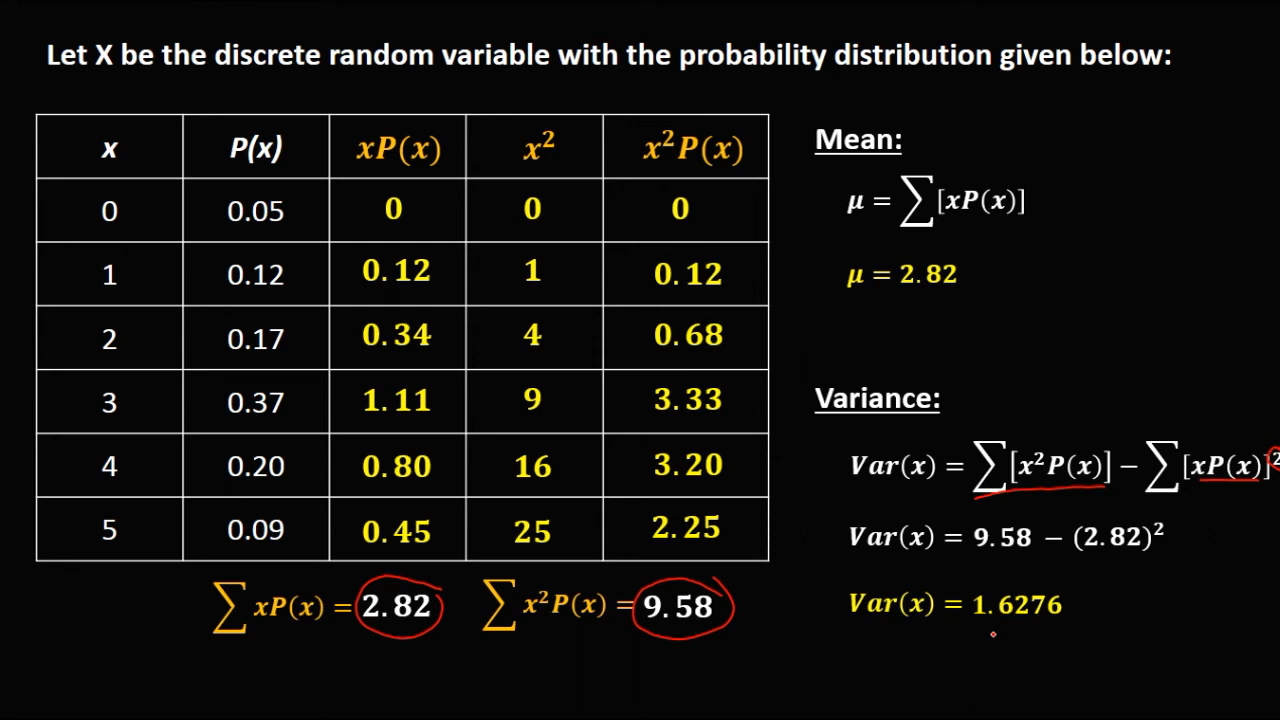 Let X be the discrete random variable with the probability distribution given below:
x P(x) xP(x) x² x²P(x)
0 0.05 0 0 0
1 0.12 0.12 1 0.12
2 0.17 0.34 4 0.68
3 0.37 1.11 9 3.33
4 0.20 0.80 16 3.20
5 0.09 0.45 25 2.25
∑ xP(x) = 2.82 ∑ x²P(x) = 9.58
Mean:
μ = ∑[xP(x)]
μ = 2.82
Variance:
Var(x) = ∑[x²P(x)] − ∑[xP(x)]²
Var(x) = 9.58 − (2.82)²
Var(x) = 1.6276